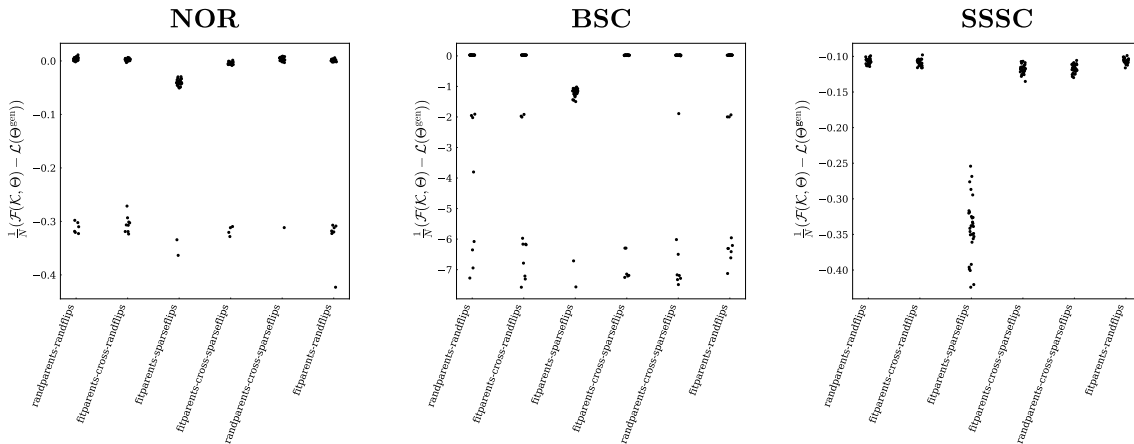 NOR
BSC
SSSC
1/N (F(K, Θ) − L(Θ^gen))
0.0
−0.1
−0.2
−0.3
−0.4
randparents-randflips
fitparents-cross-randflips
fitparents-sparseflips
fitparents-cross-sparseflips
randparents-cross-sparseflips
fitparents-randflips
1/N (F(K, Θ) − L(Θ^gen))
0
−1
−2
−3
−4
−5
−6
−7
randparents-randflips
fitparents-cross-randflips
fitparents-sparseflips
fitparents-cross-sparseflips
randparents-cross-sparseflips
fitparents-randflips
1/N (F(K, Θ) − L(Θ^gen))
−0.10
−0.15
−0.20
−0.25
−0.30
−0.35
−0.40
randparents-randflips
fitparents-cross-randflips
fitparents-sparseflips
fitparents-cross-sparseflips
randparents-cross-sparseflips
fitparents-randflips